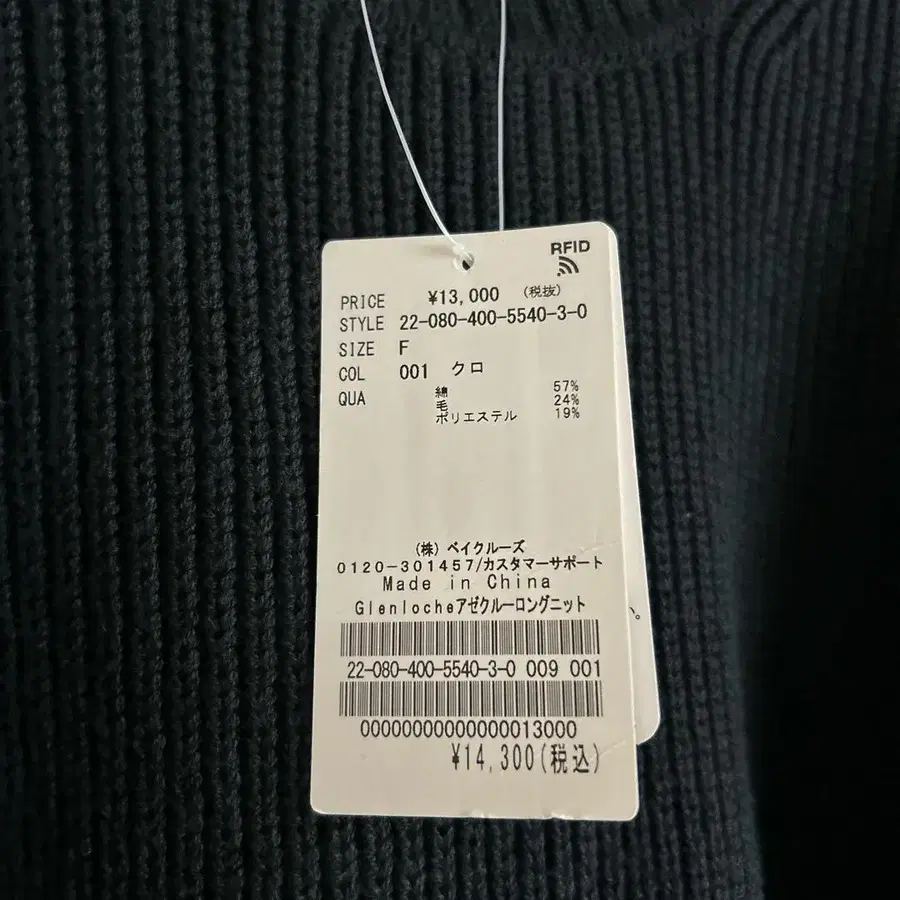 RFID
PRICE ¥13,000 (税抜)
STYLE 22-080-400-5540-3-0
SIZE F
COL 001 クロ
QUA 綿 57%
毛 24%
ポリエステル 19%
(株) ベイクルーズ
0120-301457/カスタマーサポート
Made in China
Glenlocheアゼクルーロングニット
22-080-400-5540-3-0 009 001
00000000000000013000
¥14,300(税込)
。